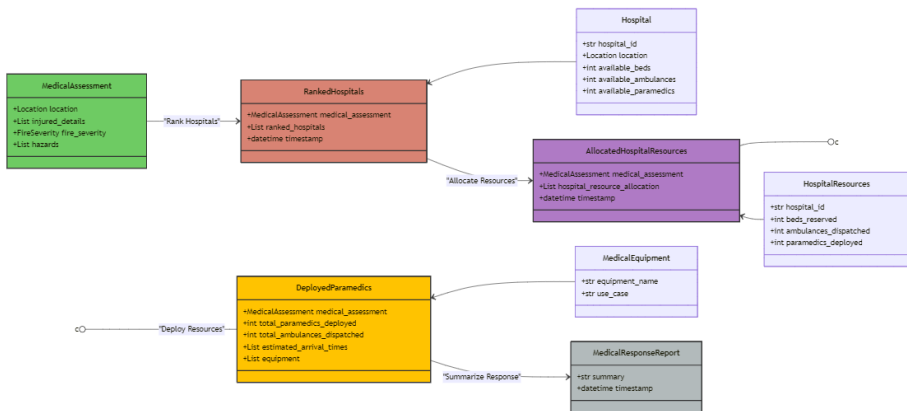 Hospital
+str hospital_id
+Location location
+int available_beds
+int available_ambulances
+int available_paramedics
MedicalAssessment
+Location location
+List injured_details
+FireSeverity fire_severity
+List hazards
"Rank Hospitals"
RankedHospitals
+MedicalAssessment medical_assessment
+List ranked_hospitals
+datetime timestamp
"Allocate Resources"
AllocatedHospitalResources
+MedicalAssessment medical_assessment
+List hospital_resource_allocation
+datetime timestamp
c
HospitalResources
+str hospital_id
+int beds_reserved
+int ambulances_dispatched
+int paramedics_deployed
MedicalEquipment
+str equipment_name
+str use_case
c
"Deploy Resources"
DeployedParamedics
+MedicalAssessment medical_assessment
+int total_paramedics_deployed
+int total_ambulances_dispatched
+List estimated_arrival_times
+List equipment
"Summarize Response"
MedicalResponseReport
+str summary
+datetime timestamp